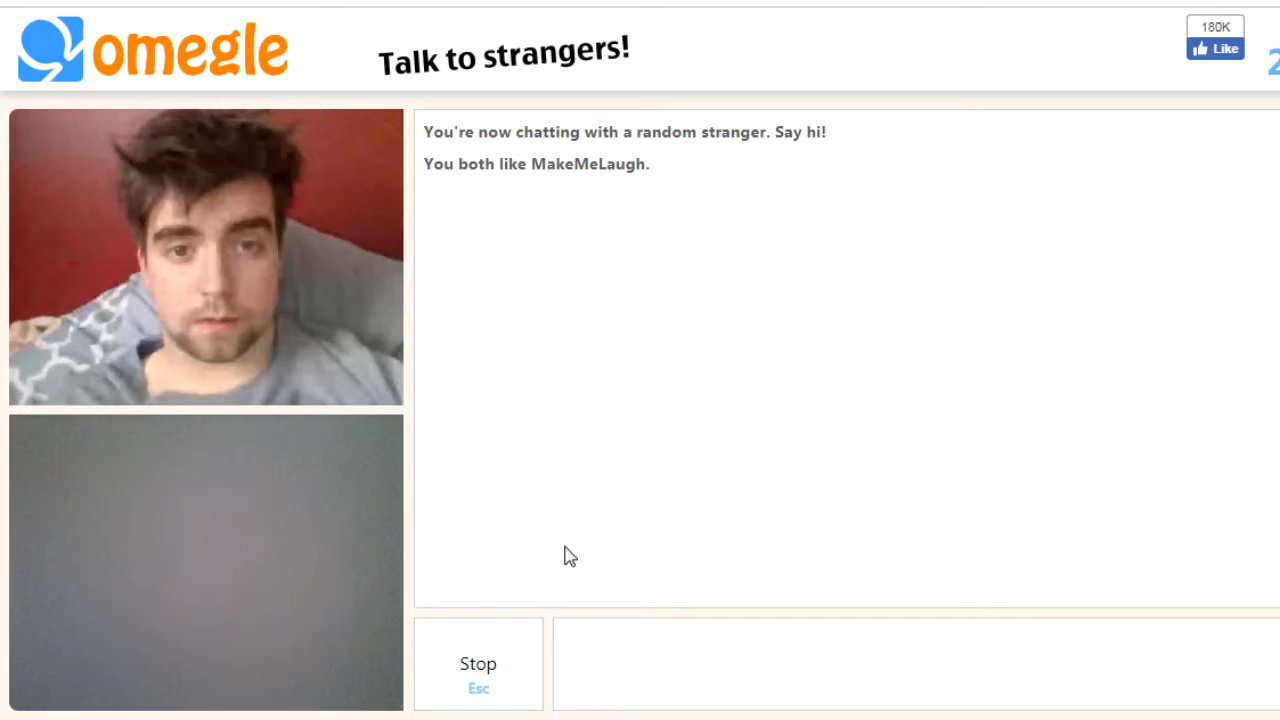 omegle
Talk to strangers!
180K
Like
2
You're now chatting with a random stranger. Say hi!
You both like MakeMeLaugh.
Stop
Esc